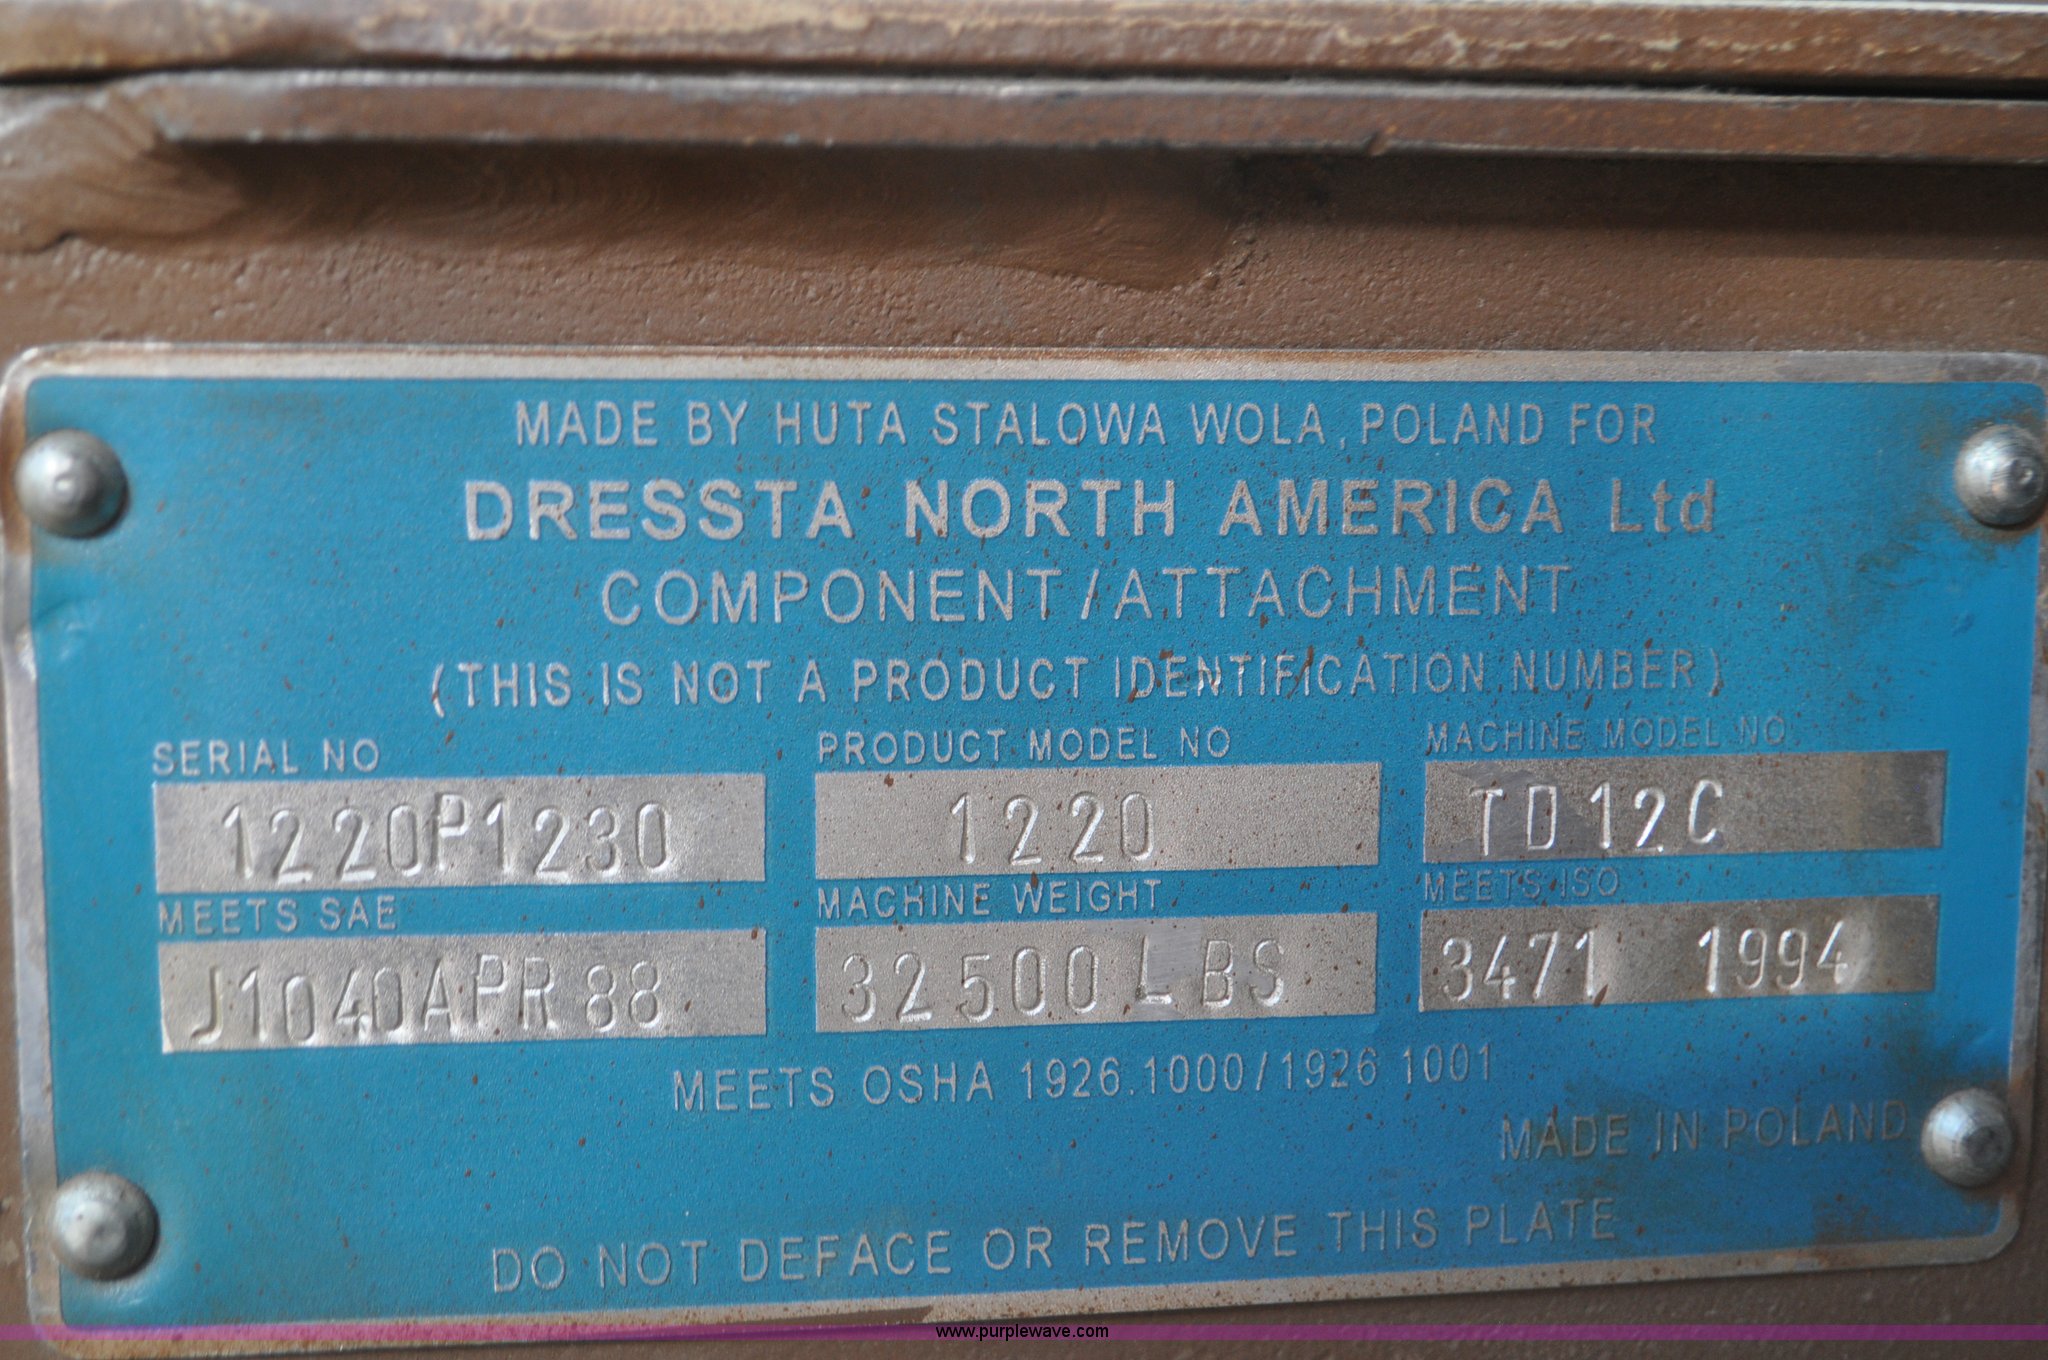 MADE BY HUTA STALOWA WOLA, POLAND FOR
DRESSTA NORTH AMERICA Ltd
COMPONENT/ATTACHMENT
(THIS IS NOT A PRODUCT IDENTIFICATION NUMBER)
SERIAL NO PRODUCT MODEL NO MACHINE MODEL NO.
1220P1230 1220 TD12C
MEETS SAE MACHINE WEIGHT MEETS ISO
J1040APR 88 32500 LBS 3471 1994
MEETS OSHA 1926.1000/1926 1001
MADE IN POLAND
DO NOT DEFACE OR REMOVE THIS PLATE
www.purplewave.com